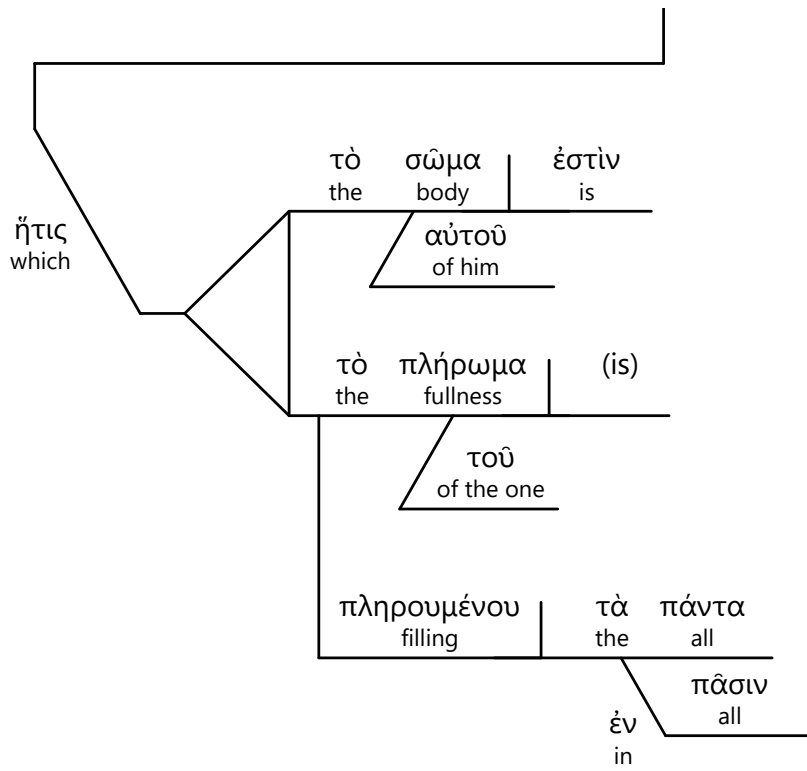 τὸ σῶμα ἐστὶν
the body is
ἥτις
which
αὐτοῦ
of him
τὸ πλήρωμα (is)
the fullness
τοῦ
of the one
πληρουμένου τὰ πάντα
filling the all
πᾶσιν
all
ἐν
in